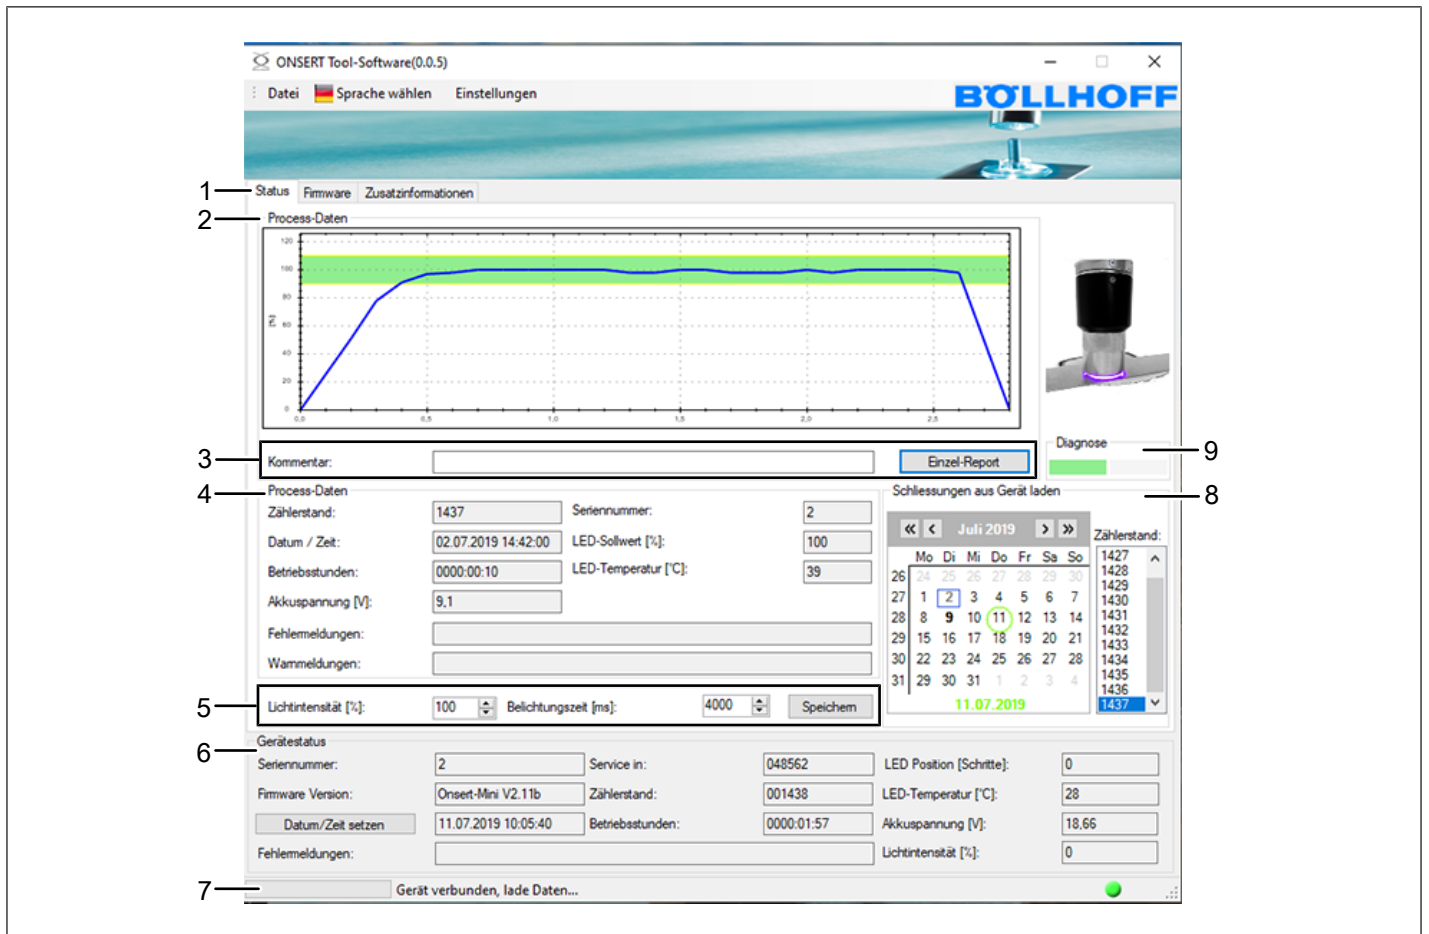 ONSERT Tool-Software(0.0.5)
Datei Sprache wählen Einstellungen
BÖLLHOFF
1 Status Firmware Zusatzinformationen
2 Process-Daten
120
100
80
60
40
20
0
[%]
0,0 0,5 1,0 1,5 2,0 2,5
3 Kommentar: Einzel-Report
Diagnose 9
4 Process-Daten
Zählerstand: 1437 Seriennummer: 2
Datum / Zeit: 02.07.2019 14:42:00 LED-Sollwert [%]: 100
Betriebsstunden: 0000:00:10 LED-Temperatur [°C]: 39
Akkuspannung [V]: 9,1
Fehlermeldungen:
Warnmeldungen:
Schliessungen aus Gerät laden 8
« ‹ Juli 2019 › »
Mo Di Mi Do Fr Sa So
26 24 25 26 27 28 29 30
27 1 2 3 4 5 6 7
28 8 9 10 11 12 13 14
29 15 16 17 18 19 20 21
30 22 23 24 25 26 27 28
31 29 30 31 1 2 3 4
11.07.2019
Zählerstand:
1427
1428
1429
1430
1431
1432
1433
1434
1435
1436
1437
5 Lichtintensität [%]: 100 Belichtungszeit [ms]: 4000 Speichern
6 Gerätestatus
Seriennummer: 2 Service in: 048562 LED Position [Schritte]: 0
Firmware Version: Onsert-Mini V2.11b Zählerstand: 001438 LED-Temperatur [°C]: 28
Datum/Zeit setzen 11.07.2019 10:05:40 Betriebsstunden: 0000:01:57 Akkuspannung [V]: 18,66
Fehlermeldungen: Lichtintensität [%]: 0
7 Gerät verbunden, lade Daten...